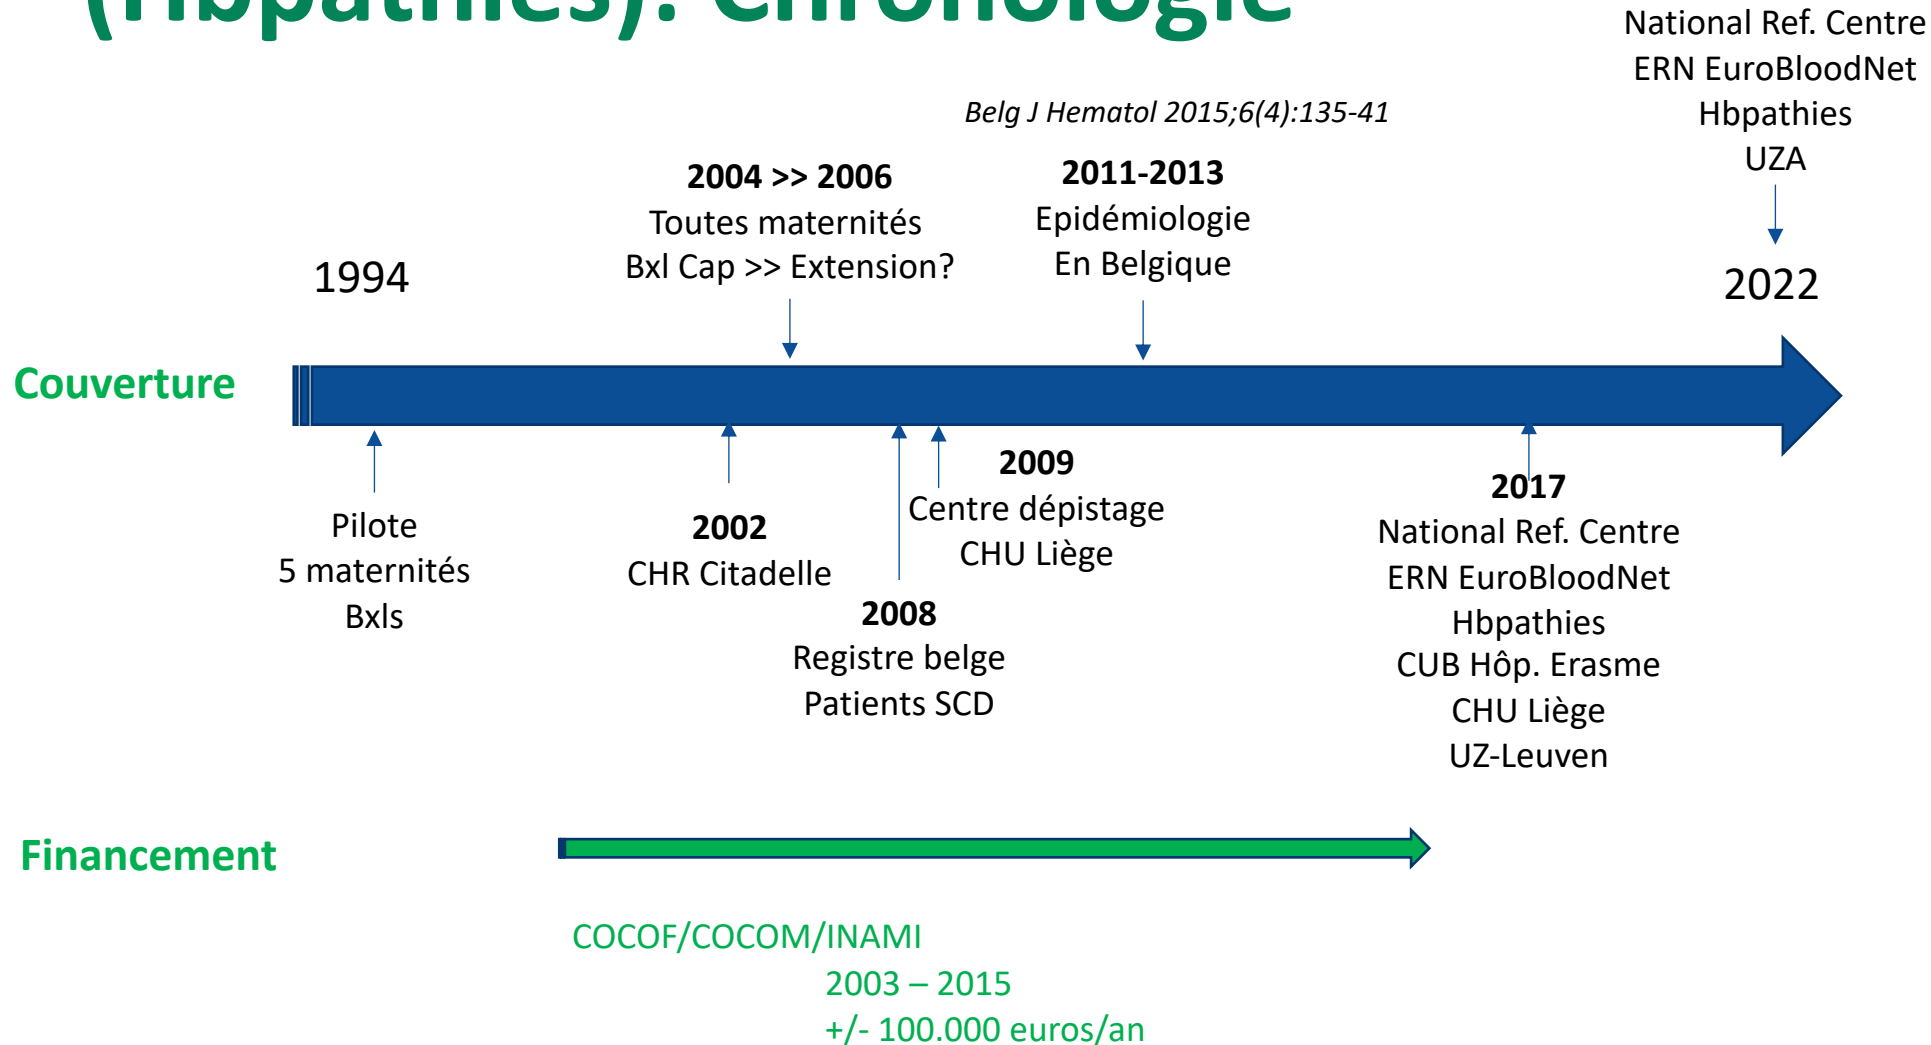 (Hbpathies): Chronologie
National Ref. Centre
ERN EuroBloodNet
Hbpathies
UZA
2022
Belg J Hematol 2015;6(4):135-41
2004 >> 2006
Toutes maternités
Bxl Cap >> Extension?
2011-2013
Epidémiologie
En Belgique
1994
Couverture
Pilote
5 maternités
Bxls
2002
CHR Citadelle
2008
Registre belge
Patients SCD
2009
Centre dépistage
CHU Liège
2017
National Ref. Centre
ERN EuroBloodNet
Hbpathies
CUB Hôp. Erasme
CHU Liège
UZ-Leuven
Financement
COCOF/COCOM/INAMI
2003 – 2015
+/- 100.000 euros/an